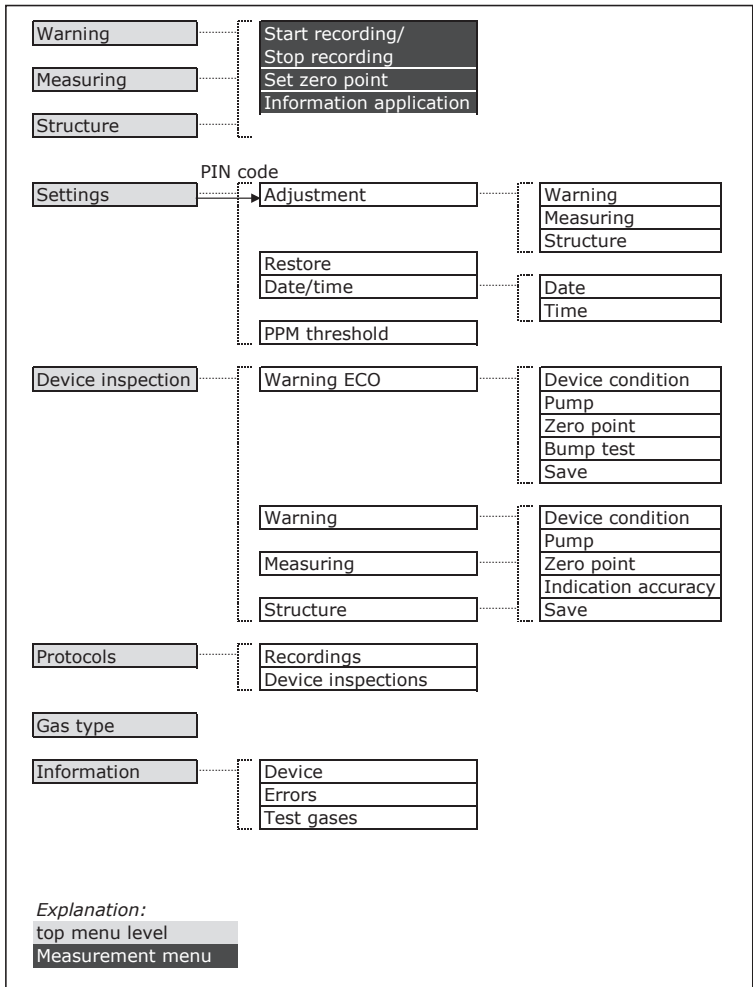 Warning
Start recording/
Stop recording
Measuring
Set zero point
Information application
Structure
PIN code
Settings
Adjustment
Warning
Measuring
Structure
Restore
Date/time
Date
Time
PPM threshold
Device inspection
Warning ECO
Device condition
Pump
Zero point
Bump test
Save
Warning
Device condition
Pump
Measuring
Zero point
Indication accuracy
Structure
Save
Protocols
Recordings
Device inspections
Gas type
Information
Device
Errors
Test gases
Explanation:
top menu level
Measurement menu